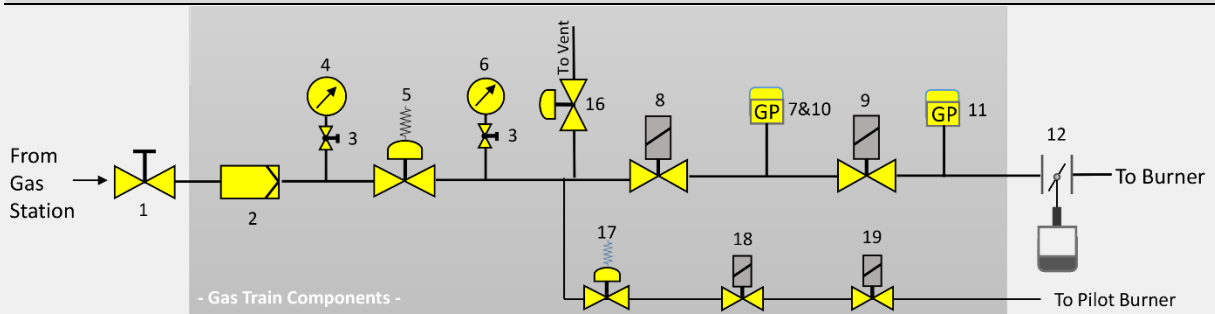 To Vent
4
6
5
16
8
9
GP
7&10
GP
11
12
3
3
From
Gas
Station
1
2
To Burner
17
18
19
- Gas Train Components -
To Pilot Burner